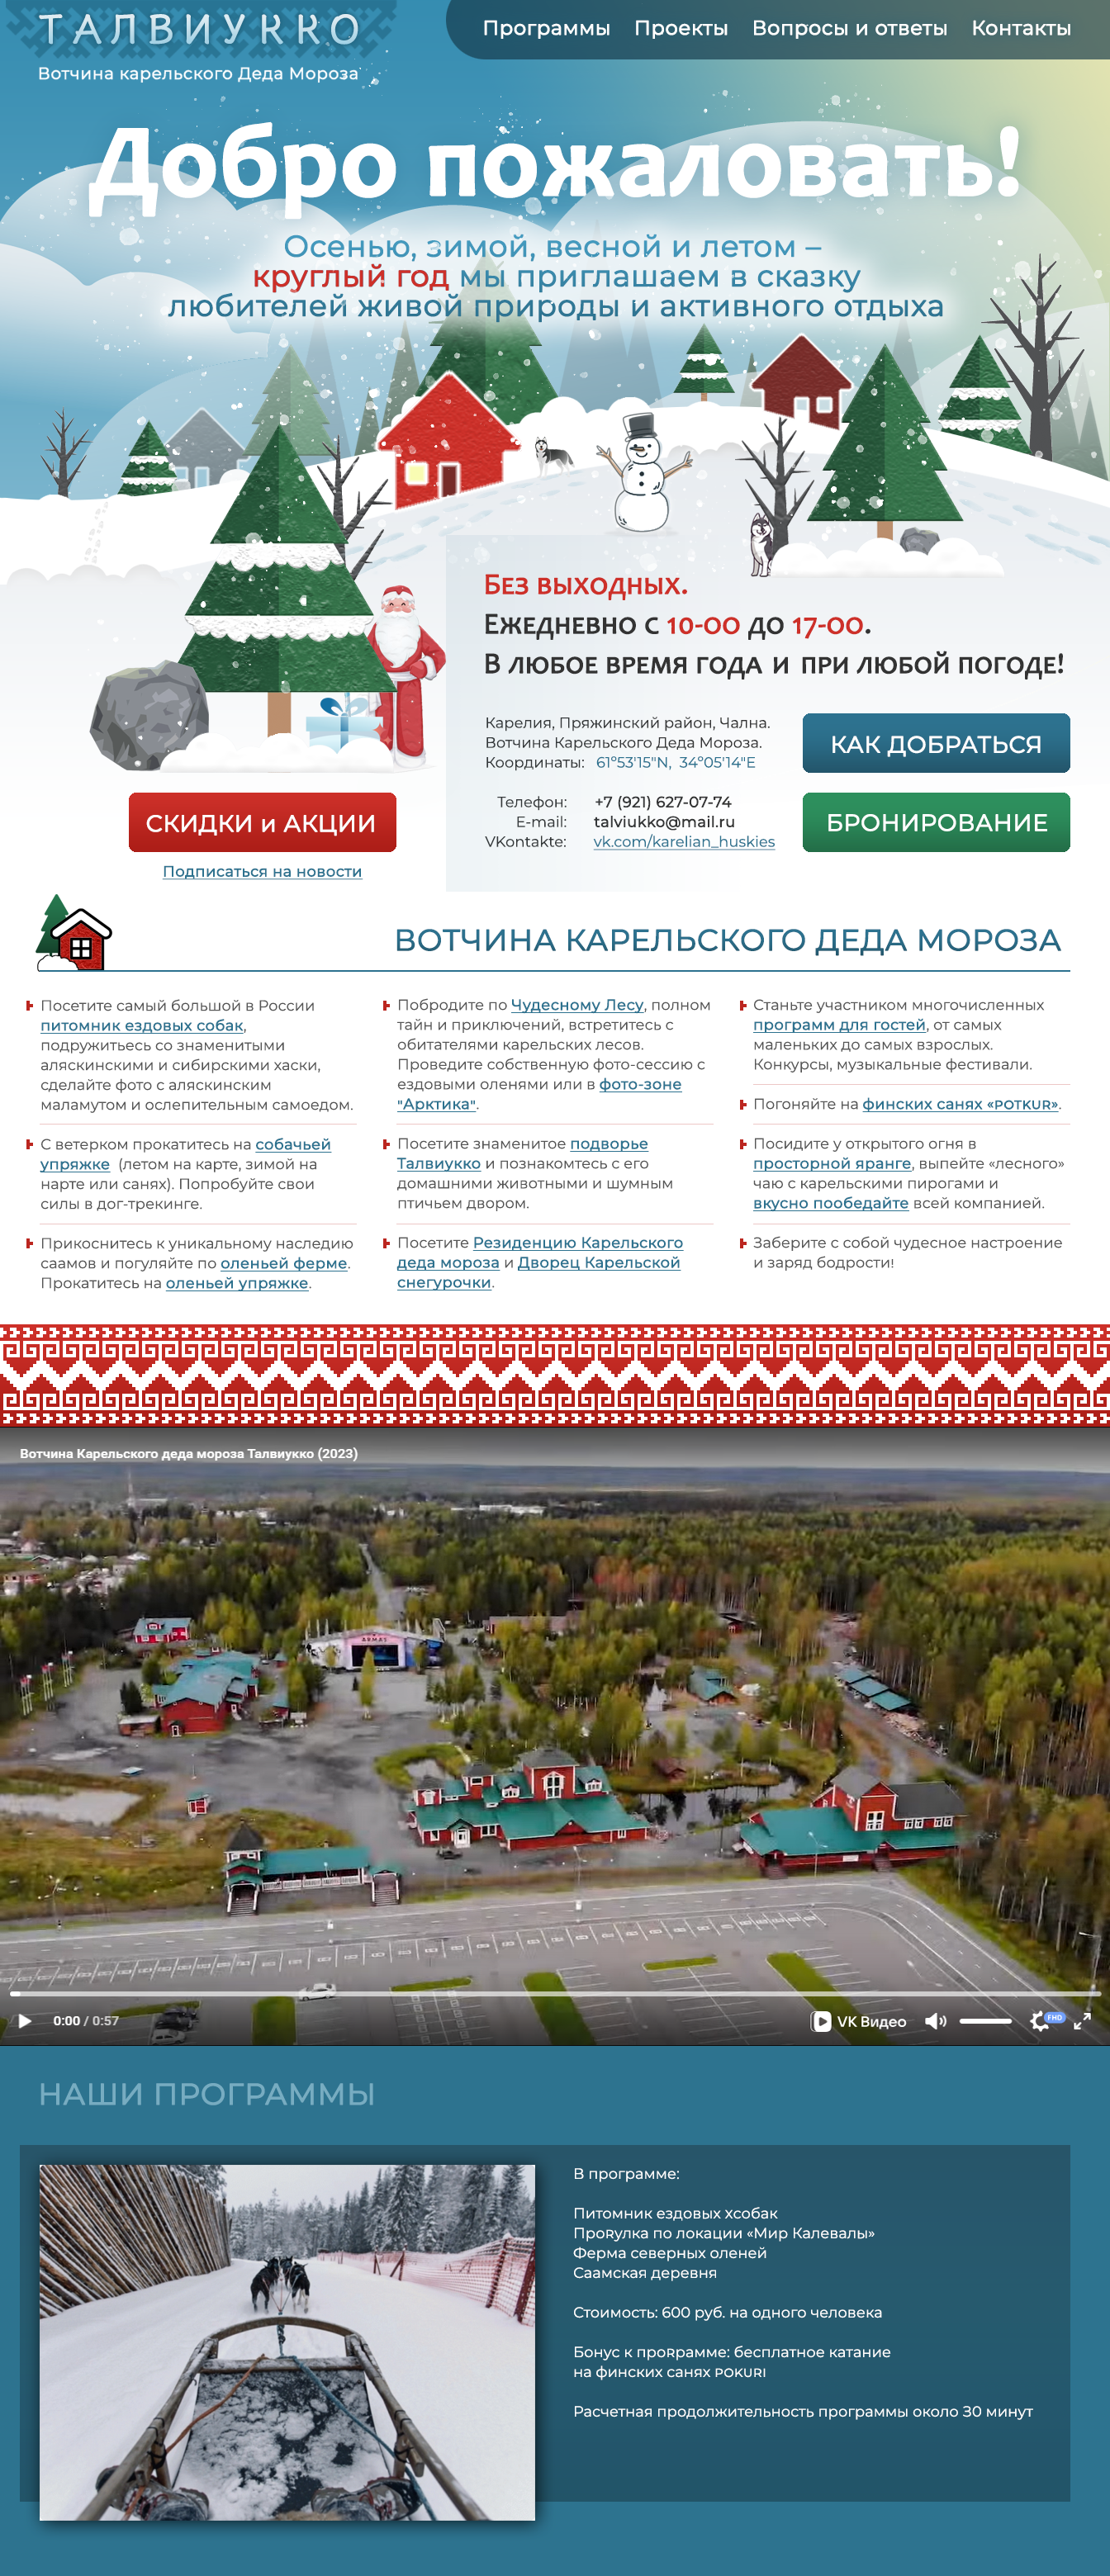 ТАЛВИУККО
Вотчина карельского Деда Мороза
Программы Проекты Вопросы и ответы Контакты
Добро пожаловать!
Осенью, зимой, весной и летом –
круглый год мы приглашаем в сказку
любителей живой природы и активного отдыха
Без выходных.
Ежедневно с 10-00 до 17-00.
В любое время года и при любой погоде!
Карелия, Пряжинский район, Чална.
Вотчина Карельского Деда Мороза.
Координаты: 61°53'15"N, 34°05'14"E
Телефон: +7 (921) 627-07-74
E-mail: talviukko@mail.ru
VKontakte: vk.com/karelian_huskies
КАК ДОБРАТЬСЯ
БРОНИРОВАНИЕ
СКИДКИ и АКЦИИ
Подписаться на новости
ВОТЧИНА КАРЕЛЬСКОГО ДЕДА МОРОЗА
Посетите самый большой в России
питомник ездовых собак,
подружитьесь со знаменитыми
аляскинскими и сибирскими хаски,
сделайте фото с аляскинским
маламутом и ослепительным самоедом.
С ветерком прокатитесь на собачьей
упряжке (летом на карте, зимой на
нарте или санях). Попробуйте свои
силы в дог-трекинге.
Прикоснитесь к уникальному наследию
саамов и погуляйте по оленьей ферме.
Прокатитесь на оленьей упряжке.
Побродите по Чудесному Лесу, полном
тайн и приключений, встретитесь с
обитателями карельских лесов.
Проведите собственную фото-сессию с
ездовыми оленями или в фото-зоне
"Арктика".
Посетите знаменитое подворье
Талвиукко и познакомтесь с его
домашними животными и шумным
птичьем двором.
Посетите Резиденцию Карельского
деда мороза и Дворец Карельской
снегурочки.
Станьте участником многочисленных
программ для гостей, от самых
маленьких до самых взрослых.
Конкурсы, музыкальные фестивали.
Погоняйте на финских санях «POTKUR».
Посидите у открытого огня в
просторной яранге, выпейте «лесного»
чаю с карельскими пирогами и
вкусно пообедайте всей компанией.
Заберите с собой чудесное настроение
и заряд бодрости!
Вотчина Карельского деда мороза Талвиукко (2023)
ARMAS
0:00 / 0:57
VK Видео
FHD
НАШИ ПРОГРАММЫ
В программе:
Питомник ездовых хсобак
ПроRулка по локации «Мир Калевалы»
Ферма северных оленей
Саамская деревня
Стоимость: 600 руб. на одного человека
Бонус к проRрамме: бесплатное катание
на финских санях POKURI
Расчетная продолжительность программы около 30 минут